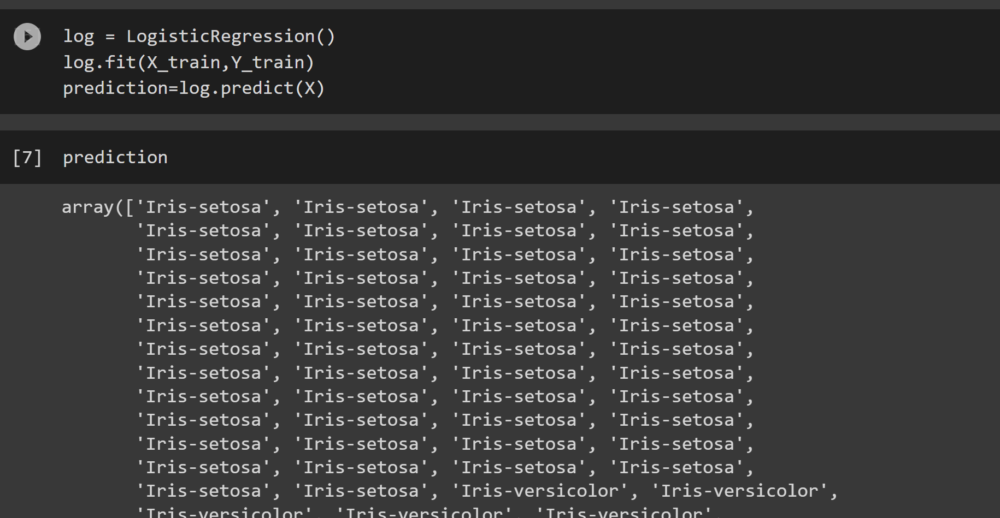 log = LogisticRegression()
log.fit(X_train,Y_train)
prediction=log.predict(X)
[7] prediction
array(['Iris-setosa', 'Iris-setosa', 'Iris-setosa', 'Iris-setosa',
'Iris-setosa', 'Iris-setosa', 'Iris-setosa', 'Iris-setosa',
'Iris-setosa', 'Iris-setosa', 'Iris-setosa', 'Iris-setosa',
'Iris-setosa', 'Iris-setosa', 'Iris-setosa', 'Iris-setosa',
'Iris-setosa', 'Iris-setosa', 'Iris-setosa', 'Iris-setosa',
'Iris-setosa', 'Iris-setosa', 'Iris-setosa', 'Iris-setosa',
'Iris-setosa', 'Iris-setosa', 'Iris-setosa', 'Iris-setosa',
'Iris-setosa', 'Iris-setosa', 'Iris-setosa', 'Iris-setosa',
'Iris-setosa', 'Iris-setosa', 'Iris-setosa', 'Iris-setosa',
'Iris-setosa', 'Iris-setosa', 'Iris-setosa', 'Iris-setosa',
'Iris-setosa', 'Iris-setosa', 'Iris-setosa', 'Iris-setosa',
'Iris-setosa', 'Iris-setosa', 'Iris-setosa', 'Iris-setosa',
'Iris-setosa', 'Iris-setosa', 'Iris-versicolor', 'Iris-versicolor',
'Iris-versicolor', 'Iris-versicolor', 'Iris-versicolor',